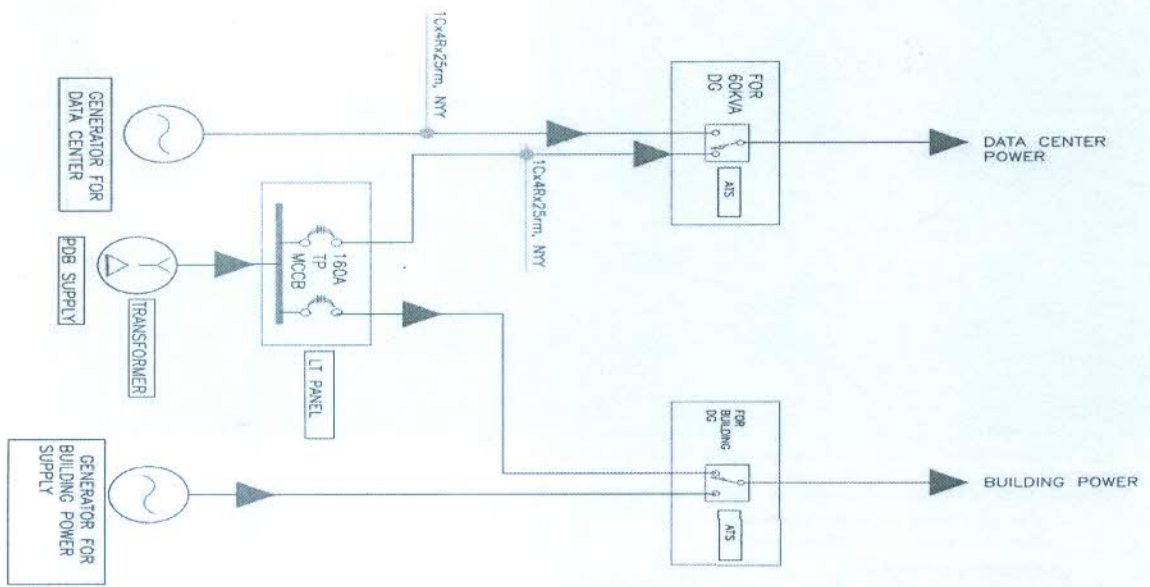 GENERATOR FOR
DATA CENTER
1Cx4Rx25rm, NYY
FOR
60KVA
DG
ATS
DATA CENTER
POWER
1Cx4Rx25rm, NYY
PDB SUPPLY
TRANSFORMER
160A
TP
MCCB
LT PANEL
FOR
BUILDING
DG
ATS
BUILDING POWER
GENERATOR FOR
BUILDING POWER
SUPPLY